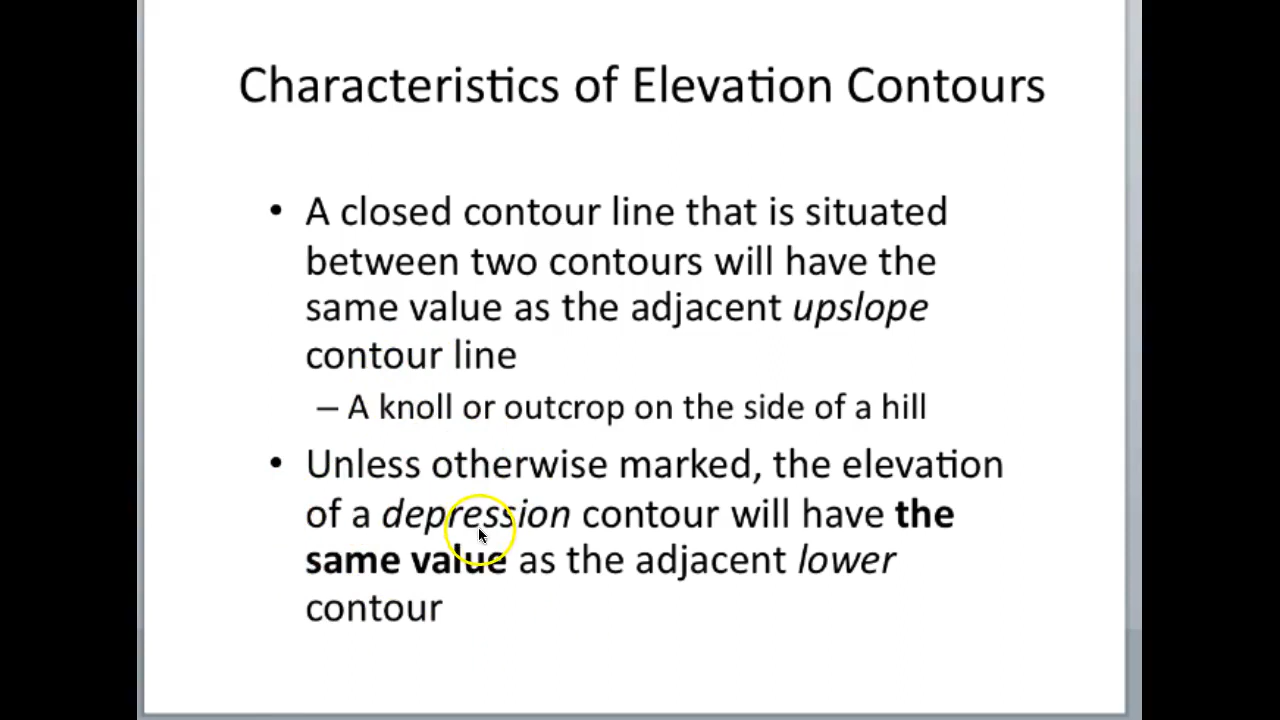 Characteristics of Elevation Contours
• A closed contour line that is situated
between two contours will have the
same value as the adjacent upslope
contour line
– A knoll or outcrop on the side of a hill
• Unless otherwise marked, the elevation
of a depression contour will have the
same value as the adjacent lower
contour